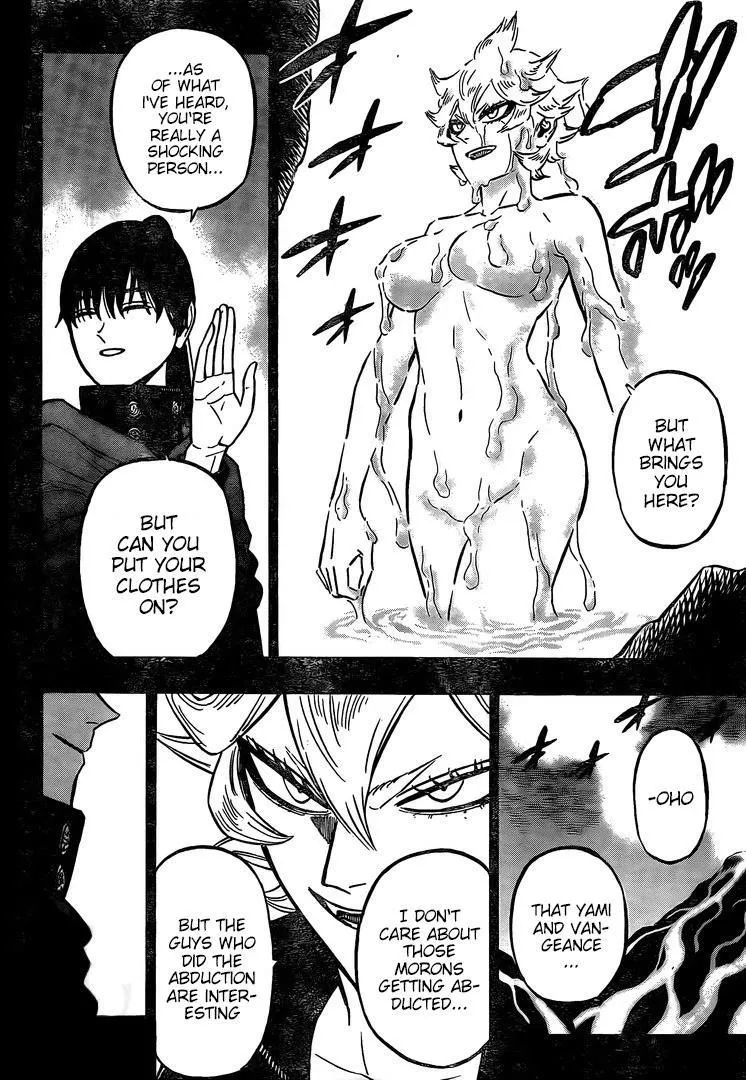 BUT
WHAT
BRINGS
YOU
HERE?
...AS
OF WHAT
I'VE HEARD,
YOU'RE
REALLY A
SHOCKING
PERSON...
BUT
CAN YOU
PUT YOUR
CLOTHES
ON?
-OHO
THAT YAMI
AND VAN-
GEANCE
...
I DON'T
CARE ABOUT
THOSE
MORONS
GETTING AB-
DUCTED...
BUT THE
GUYS WHO
DID THE
ABDUCTION
ARE INTER-
ESTING